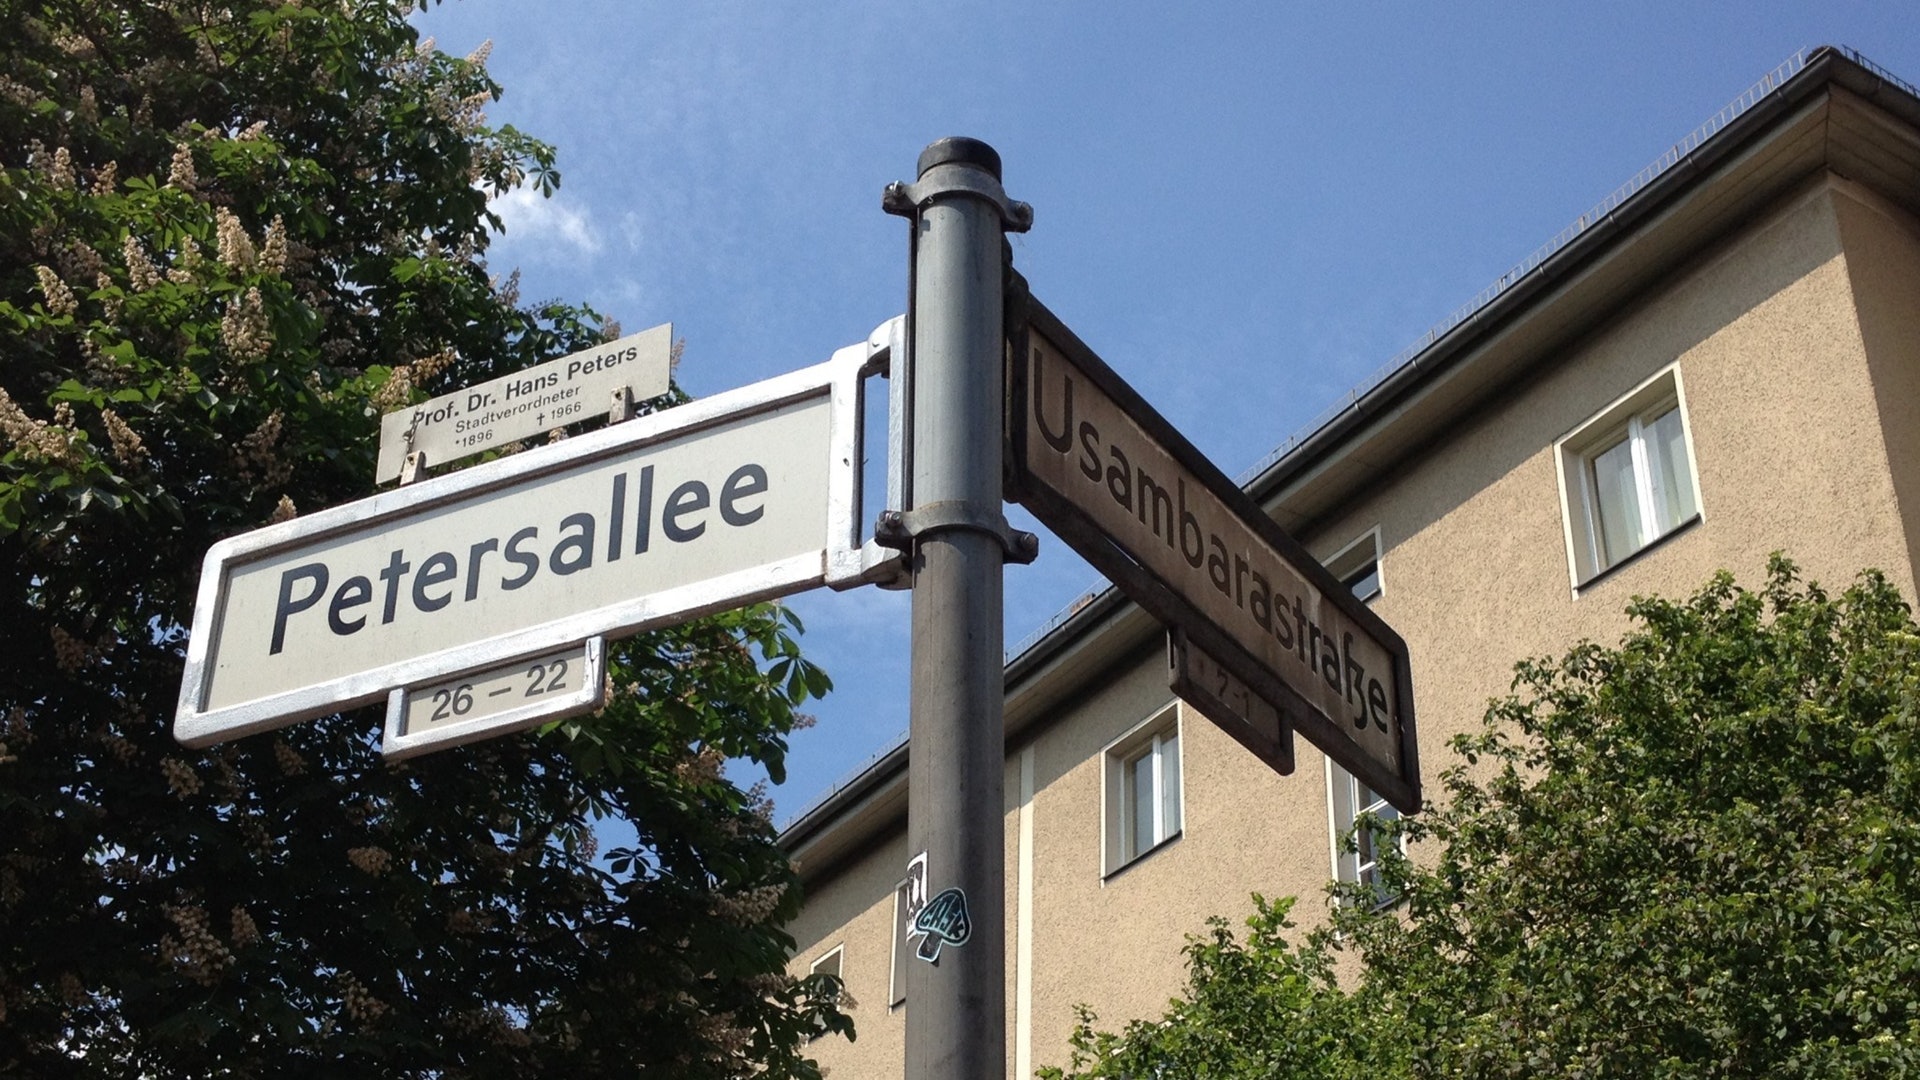 Prof. Dr. Hans Peters
Stadtverordneter
*1896 † 1966
Petersallee
26 – 22
Usambarastraße